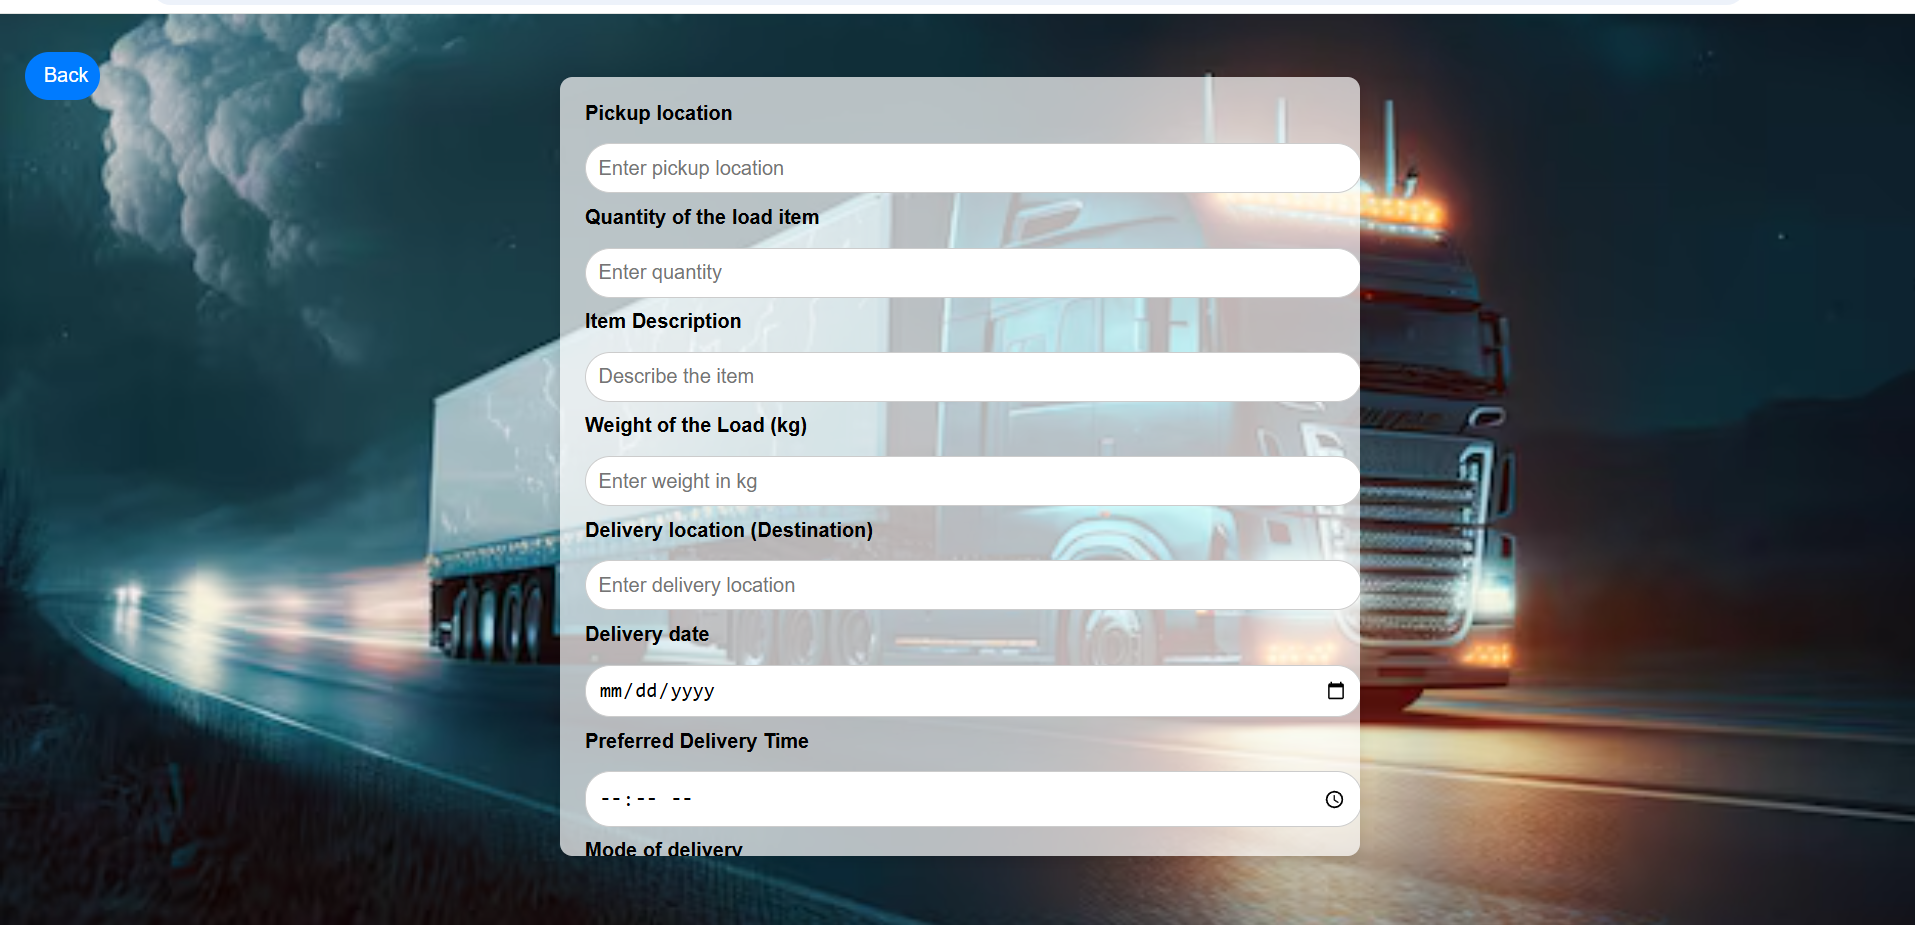 Back
Pickup location
Enter pickup location
Quantity of the load item
Enter quantity
Item Description
Describe the item
Weight of the Load (kg)
Enter weight in kg
Delivery location (Destination)
Enter delivery location
Delivery date
mm/dd/yyyy
Preferred Delivery Time
--:-- --
Mode of delivery